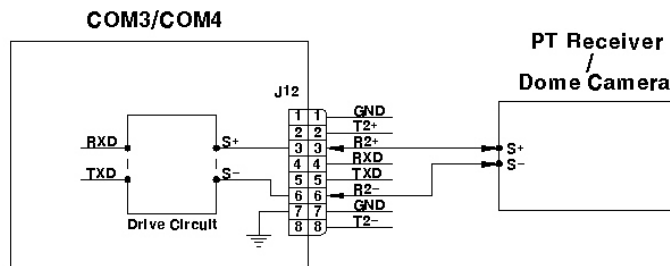 COM3/COM4
PT Receiver
/
Dome Camera
J12
1 1 GND
2 2 T2+
RXD S+ 3 3 R2+ S+
4 4 RXD S-
TXD S- 5 5 TXD
6 6 R2-
7 7 GND
Drive Circuit 8 8 T2-